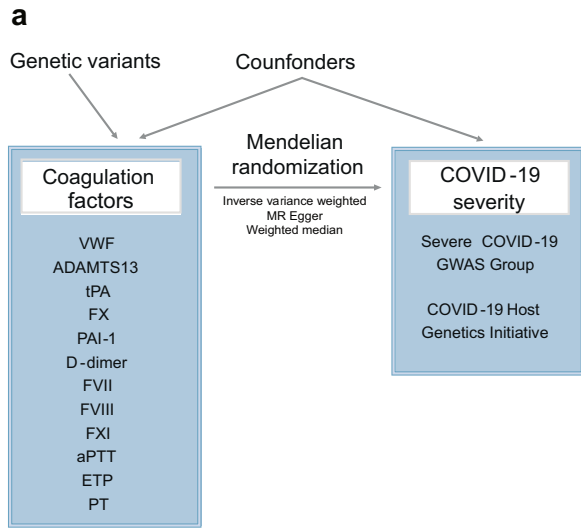 a
Genetic variants
Counfonders
Coagulation
factors
VWF
ADAMTS13
tPA
FX
PAI-1
D-dimer
FVII
FVIII
FXI
aPTT
ETP
PT
Mendelian
randomization
Inverse variance weighted
MR Egger
Weighted median
COVID-19
severity
Severe COVID-19
GWAS Group
COVID-19 Host
Genetics Initiative